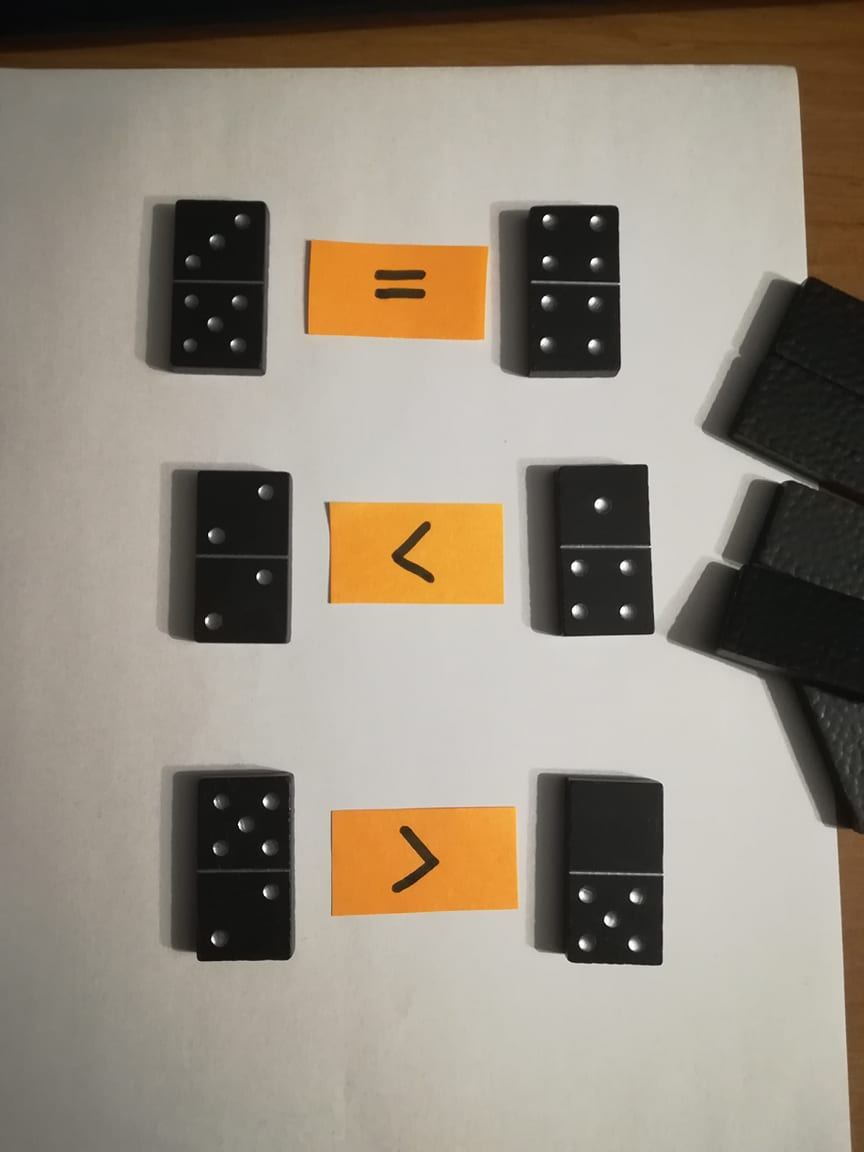 =
<
>